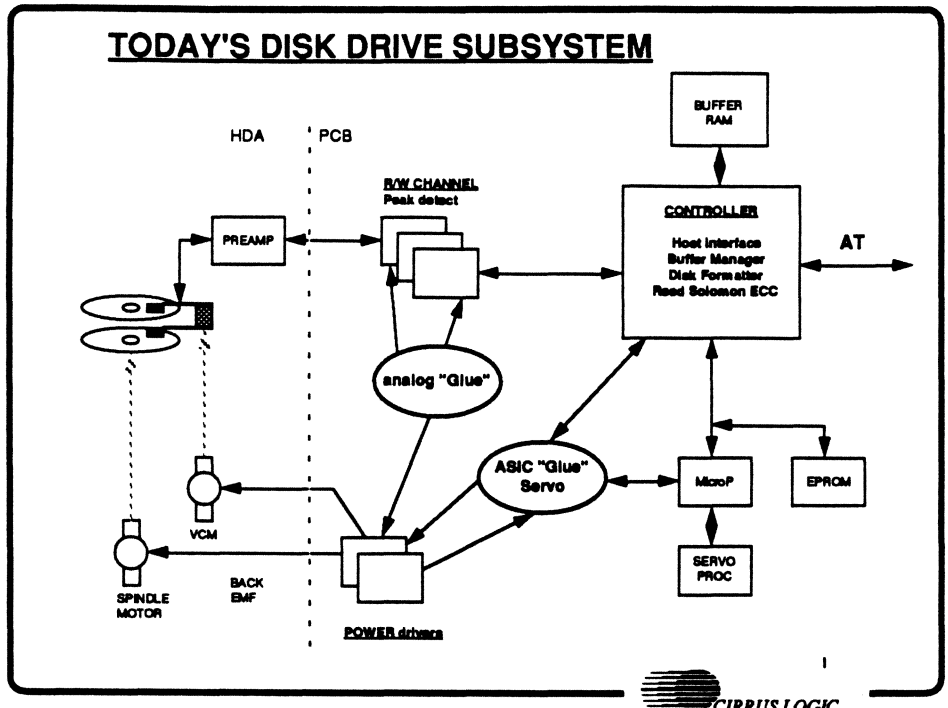 TODAY'S DISK DRIVE SUBSYSTEM
BUFFER
RAM
HDA
PCB
R/W CHANNEL
Peak detect
CONTROLLER
Host Interface
Buffer Manager
Disk Formatter
Reed Solomon ECC
AT
PREAMP
analog "Glue"
ASIC "Glue"
Servo
MicroP
EPROM
VCM
SERVO
PROC
BACK
EMF
SPINDLE
MOTOR
POWER drivers
CIRRUS LOGIC